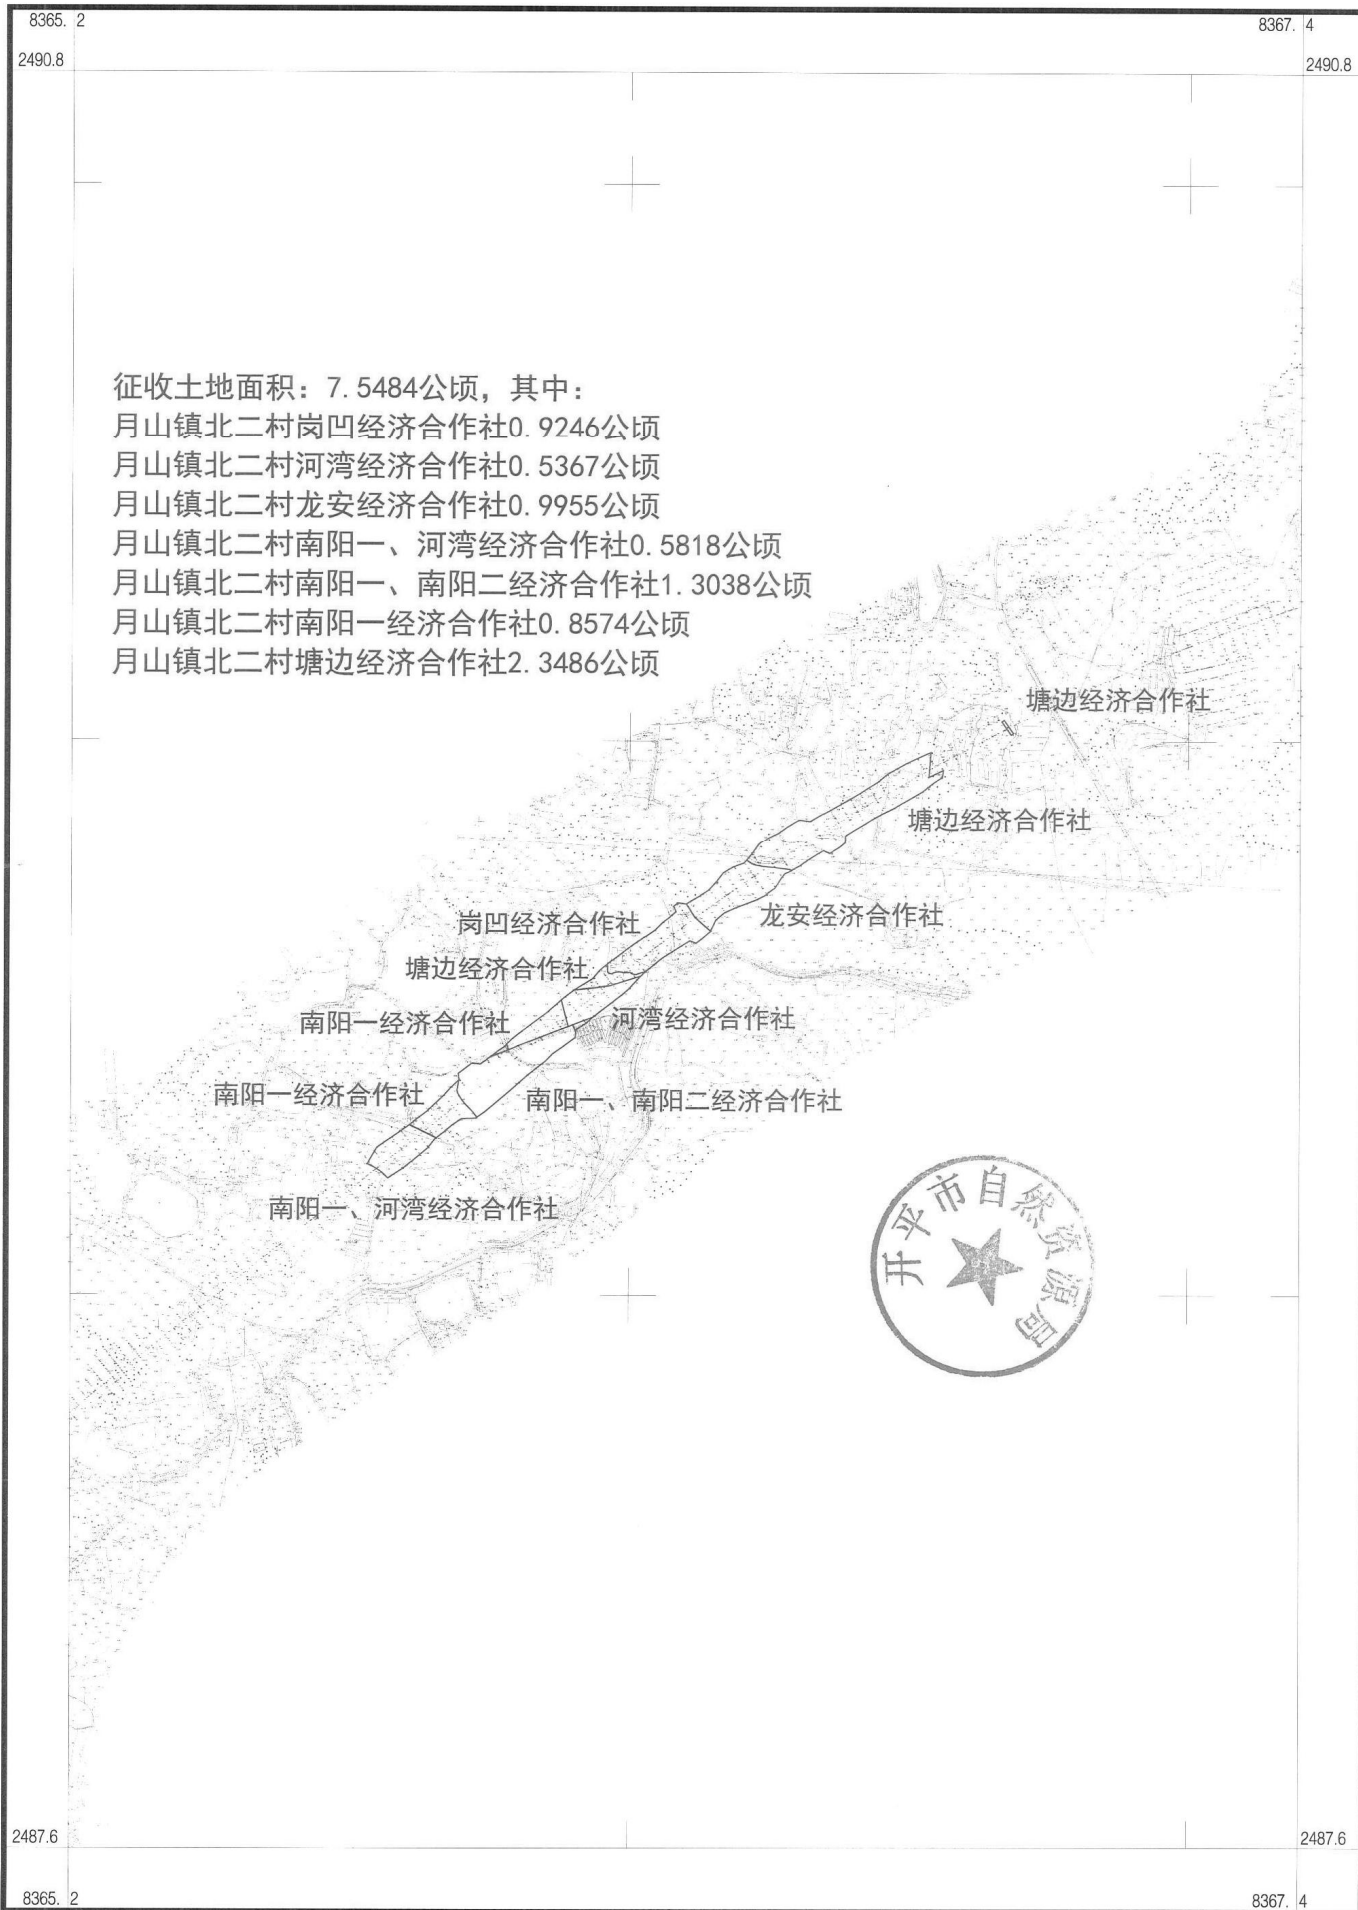 8365. 2
8367. 4
2490.8
2490.8
征收土地面积：7.5484公顷，其中：
月山镇北二村岗凹经济合作社0.9246公顷
月山镇北二村河湾经济合作社0.5367公顷
月山镇北二村龙安经济合作社0.9955公顷
月山镇北二村南阳一、河湾经济合作社0.5818公顷
月山镇北二村南阳一、南阳二经济合作社1.3038公顷
月山镇北二村南阳一经济合作社0.8574公顷
月山镇北二村塘边经济合作社2.3486公顷
塘边经济合作社
塘边经济合作社
龙安经济合作社
岗凹经济合作社
塘边经济合作社
南阳一经济合作社
河湾经济合作社
南阳一经济合作社
南阳一、南阳二经济合作社
南阳一、河湾经济合作社
开平市自然资源局
2487.6
2487.6
8365. 2
8367. 4